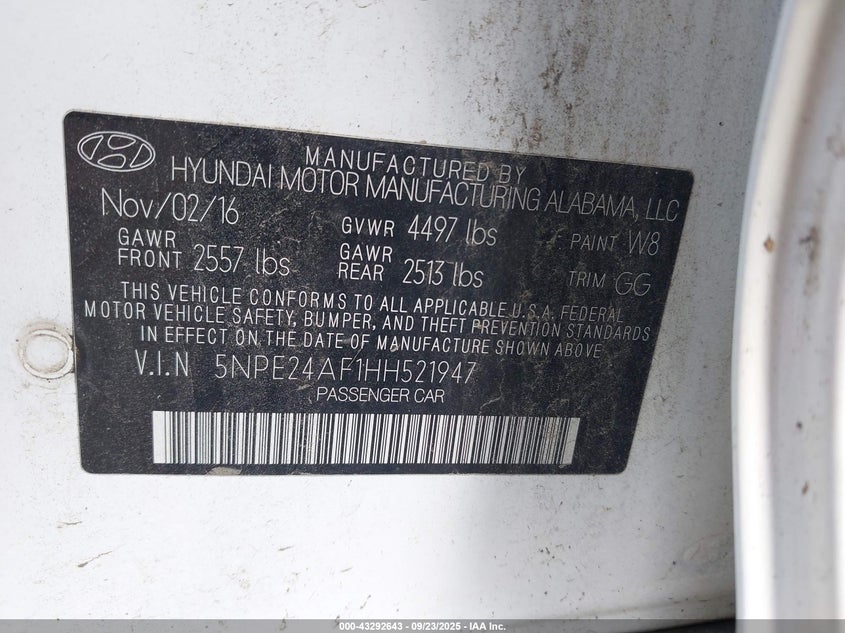 MANUFACTURED BY
HYUNDAI MOTOR MANUFACTURING ALABAMA, LLC
Nov/02/16 GVWR 4497 lbs PAINT W8
GAWR FRONT 2557 lbs GAWR REAR 2513 lbs TRIM GG
THIS VEHICLE CONFORMS TO ALL APPLICABLE U.S.A. FEDERAL
MOTOR VEHICLE SAFETY, BUMPER, AND THEFT PREVENTION STANDARDS
IN EFFECT ON THE DATE OF MANUFACTURE SHOWN ABOVE
V.I.N 5NPE24AF1HH521947
PASSENGER CAR
000-43292643 - 09/23/2025 - IAA Inc.